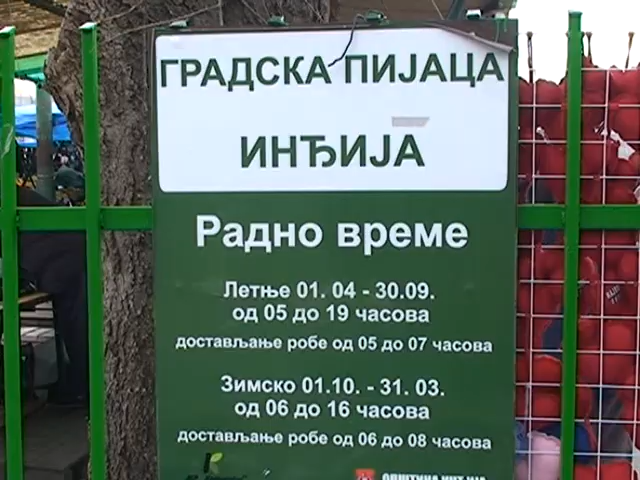 ГРАДСКА ПИЈАЦА
ИНЂИЈА
Радно време
Летње 01. 04 - 30.09.
од 05 до 19 часова
достављање робе од 05 до 07 часова
Зимско 01.10. - 31. 03.
од 06 до 16 часова
достављање робе од 06 до 08 часова
ОПШТИНА